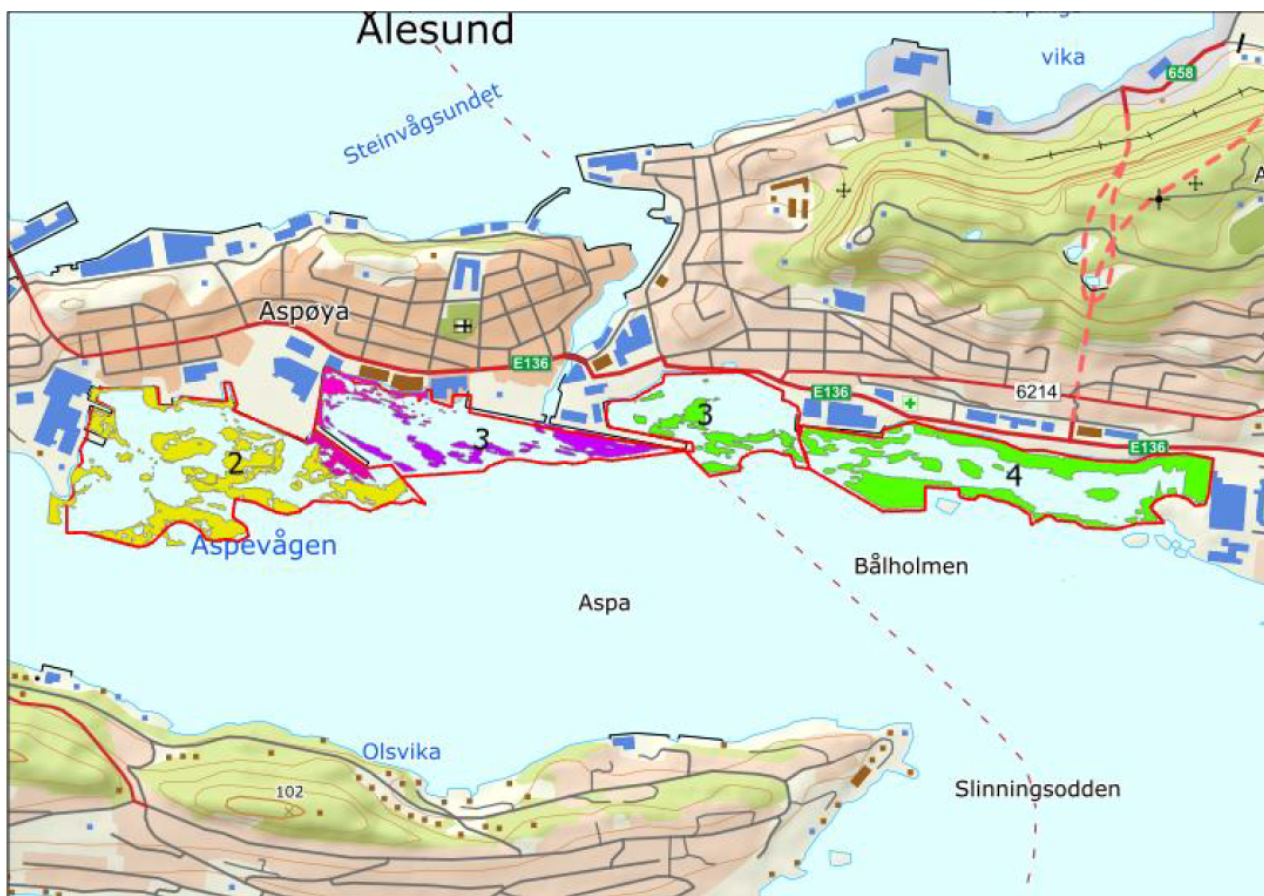 Ålesund
vika
658
Steinvågsundet
A
Aspøya
E136
6214
E136
3
3
E136
2
4
Aspevågen
Bålholmen
Aspa
Olsvika
102
Slinningsodden